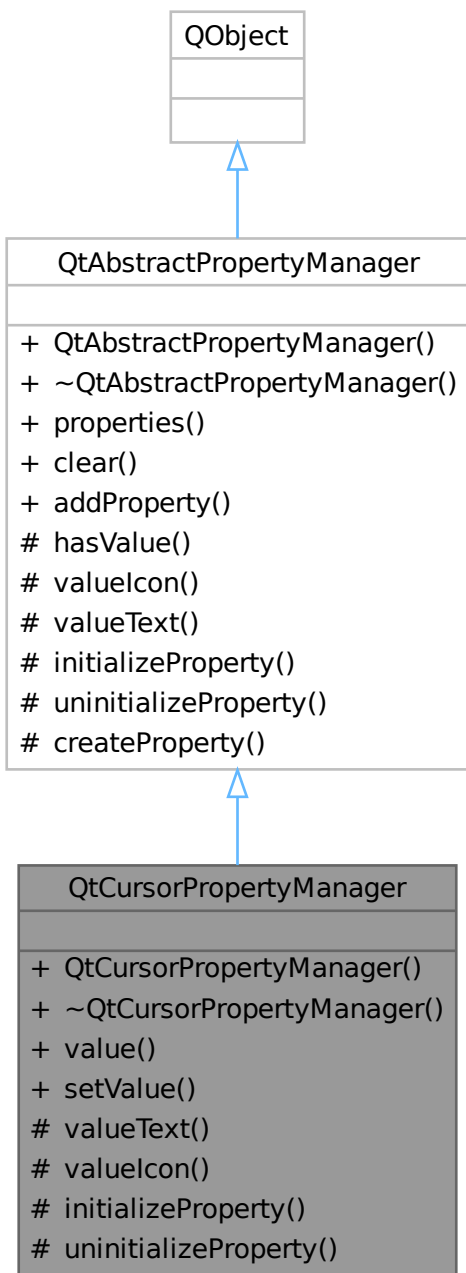 QObject
QtAbstractPropertyManager
+ QtAbstractPropertyManager()
+ ~QtAbstractPropertyManager()
+ properties()
+ clear()
+ addProperty()
# hasValue()
# valueIcon()
# valueText()
# initializeProperty()
# uninitializeProperty()
# createProperty()
QtCursorPropertyManager
+ QtCursorPropertyManager()
+ ~QtCursorPropertyManager()
+ value()
+ setValue()
# valueText()
# valueIcon()
# initializeProperty()
# uninitializeProperty()